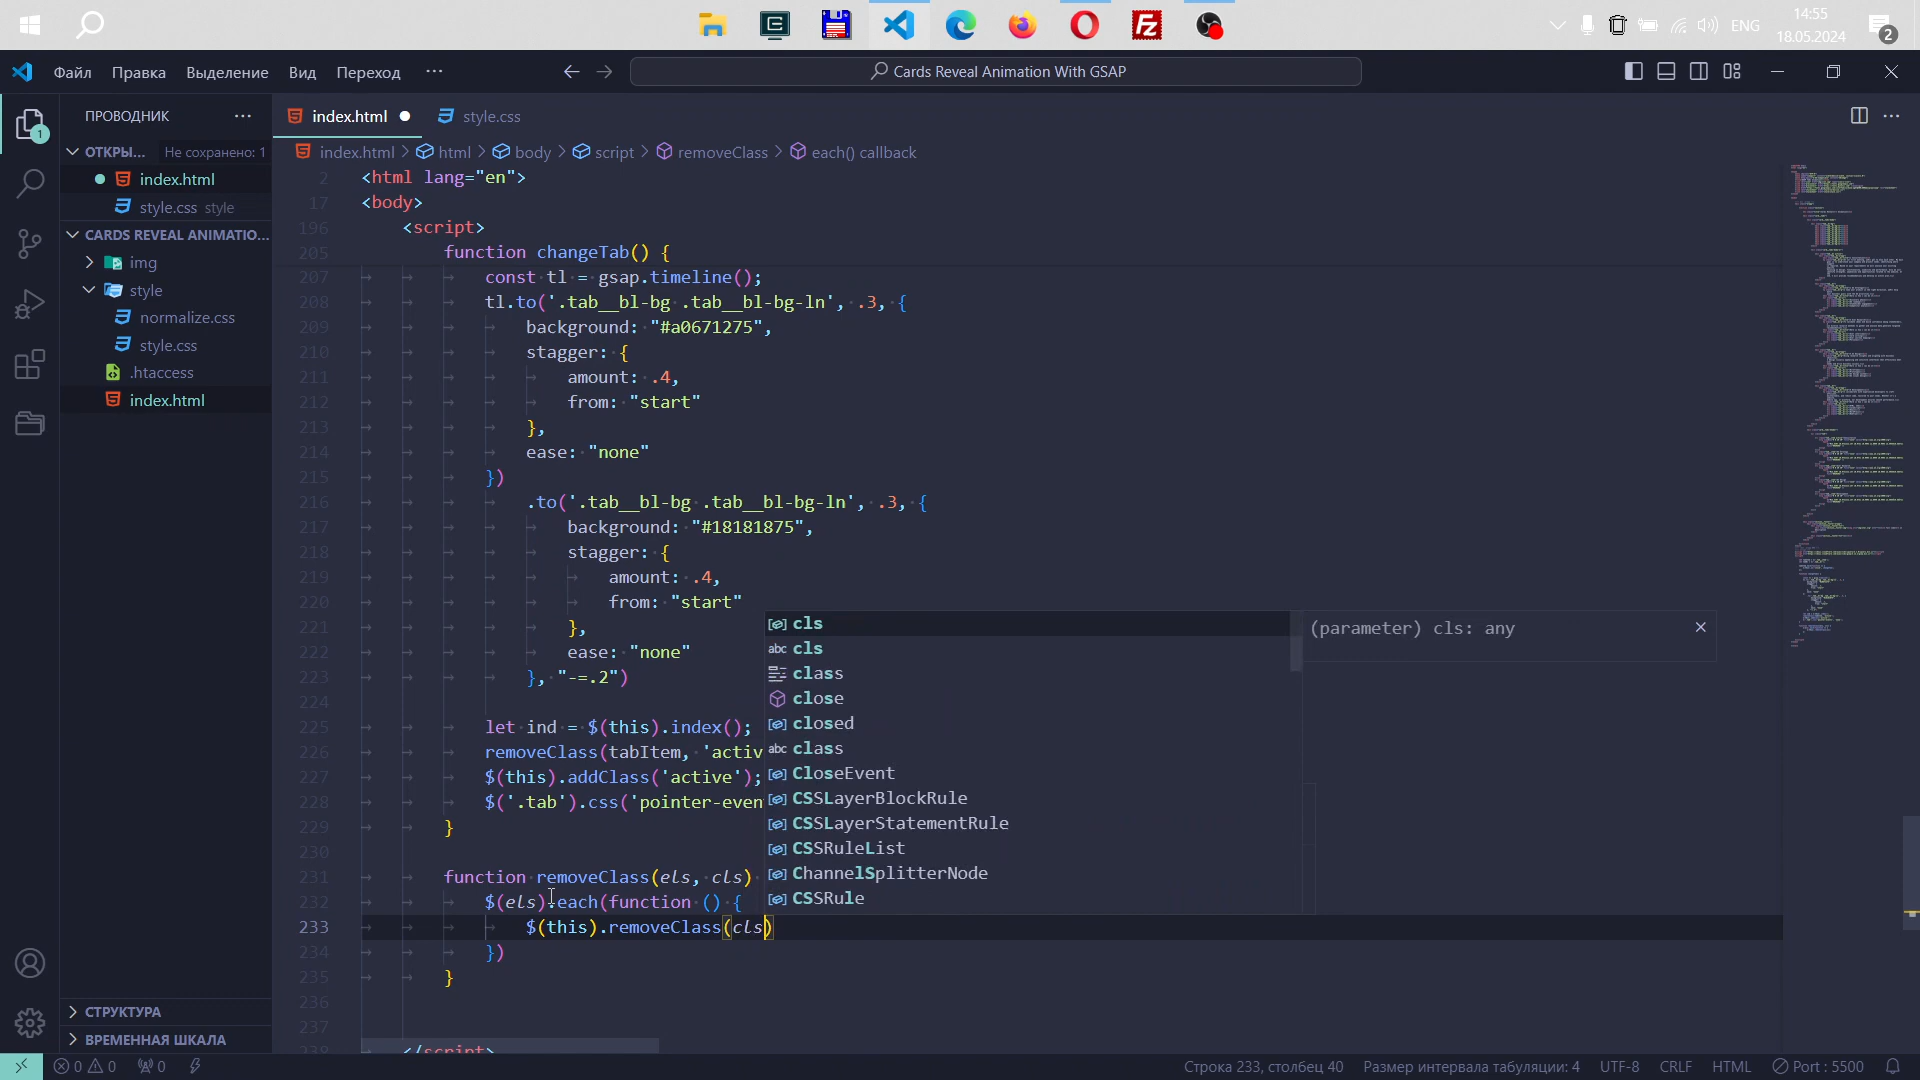 ENG
14:55
18.05.2024
2
Файл Правка Выделение Вид Переход ···
Cards Reveal Animation With GSAP
ПРОВОДНИК
index.html
style.css
ОТКРЫ... Не сохранено: 1
index.html > html > body > script > removeClass > each() callback
index.html
style.css style
CARDS REVEAL ANIMATIO...
img
style
normalize.css
style.css
.htaccess
index.html
1
2 <html lang="en">
17 <body>
196 <script>
205 function changeTab() {
207 const tl = gsap.timeline();
208 tl.to('.tab__bl-bg .tab__bl-bg-ln', .3, {
209 background: "#a0671275",
210 stagger: {
211 amount: .4,
212 from: "start"
213 },
214 ease: "none"
215 })
216 .to('.tab__bl-bg .tab__bl-bg-ln', .3, {
217 background: "#18181875",
218 stagger: {
219 amount: .4,
220 from: "start"
221 },
222 ease: "none"
223 }, "-=.2")
224
225 let ind = $(this).index();
226 removeClass(tabItem, 'activ
227 $(this).addClass('active');
228 $('.tab').css('pointer-even
229 }
230
231 function removeClass(els, cls)
232 $(els).each(function () {
233 $(this).removeClass(cls)
234 })
235 }
236
237
238 </script>
cls
abc cls
class
close
closed
abc class
CloseEvent
CSSLayerBlockRule
CSSLayerStatementRule
CSSRuleList
ChannelSplitterNode
CSSRule
(parameter) cls: any
СТРУКТУРА
ВРЕМЕННАЯ ШКАЛА
0 0 0
Строка 233, столбец 40
Размер интервала табуляции: 4
UTF-8
CRLF
HTML
Port : 5500